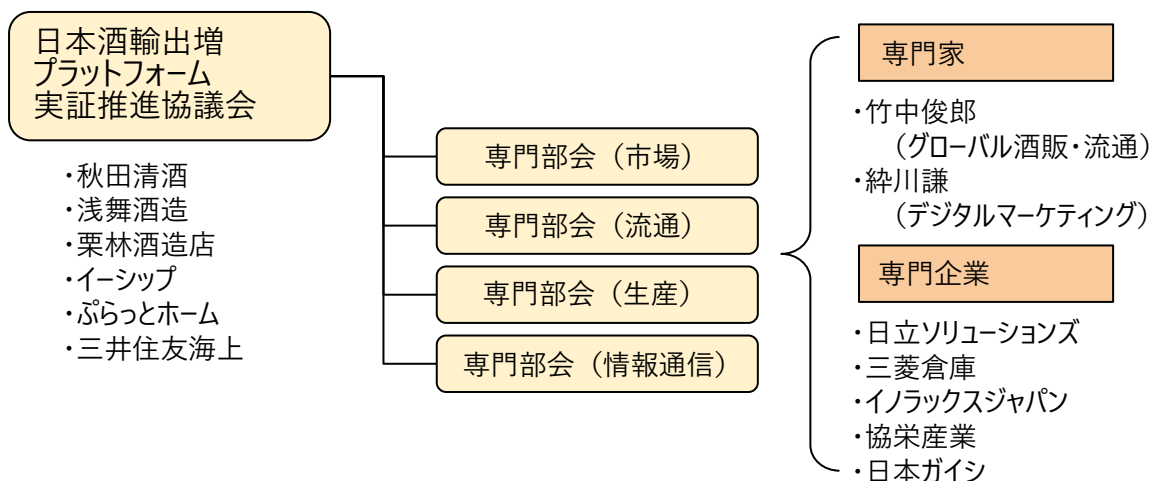 日本酒輸出増
プラットフォーム
実証推進協議会
・秋田清酒
・浅舞酒造
・栗林酒造店
・イーシップ
・ぷらっとホーム
・三井住友海上
専門部会（市場）
専門部会（流通）
専門部会（生産）
専門部会（情報通信）
専門家
・竹中俊郎
（グローバル酒販・流通）
・粋川謙
（デジタルマーケティング）
専門企業
・日立ソリューションズ
・三菱倉庫
・イノラックスジャパン
・協栄産業
・日本ガイシ